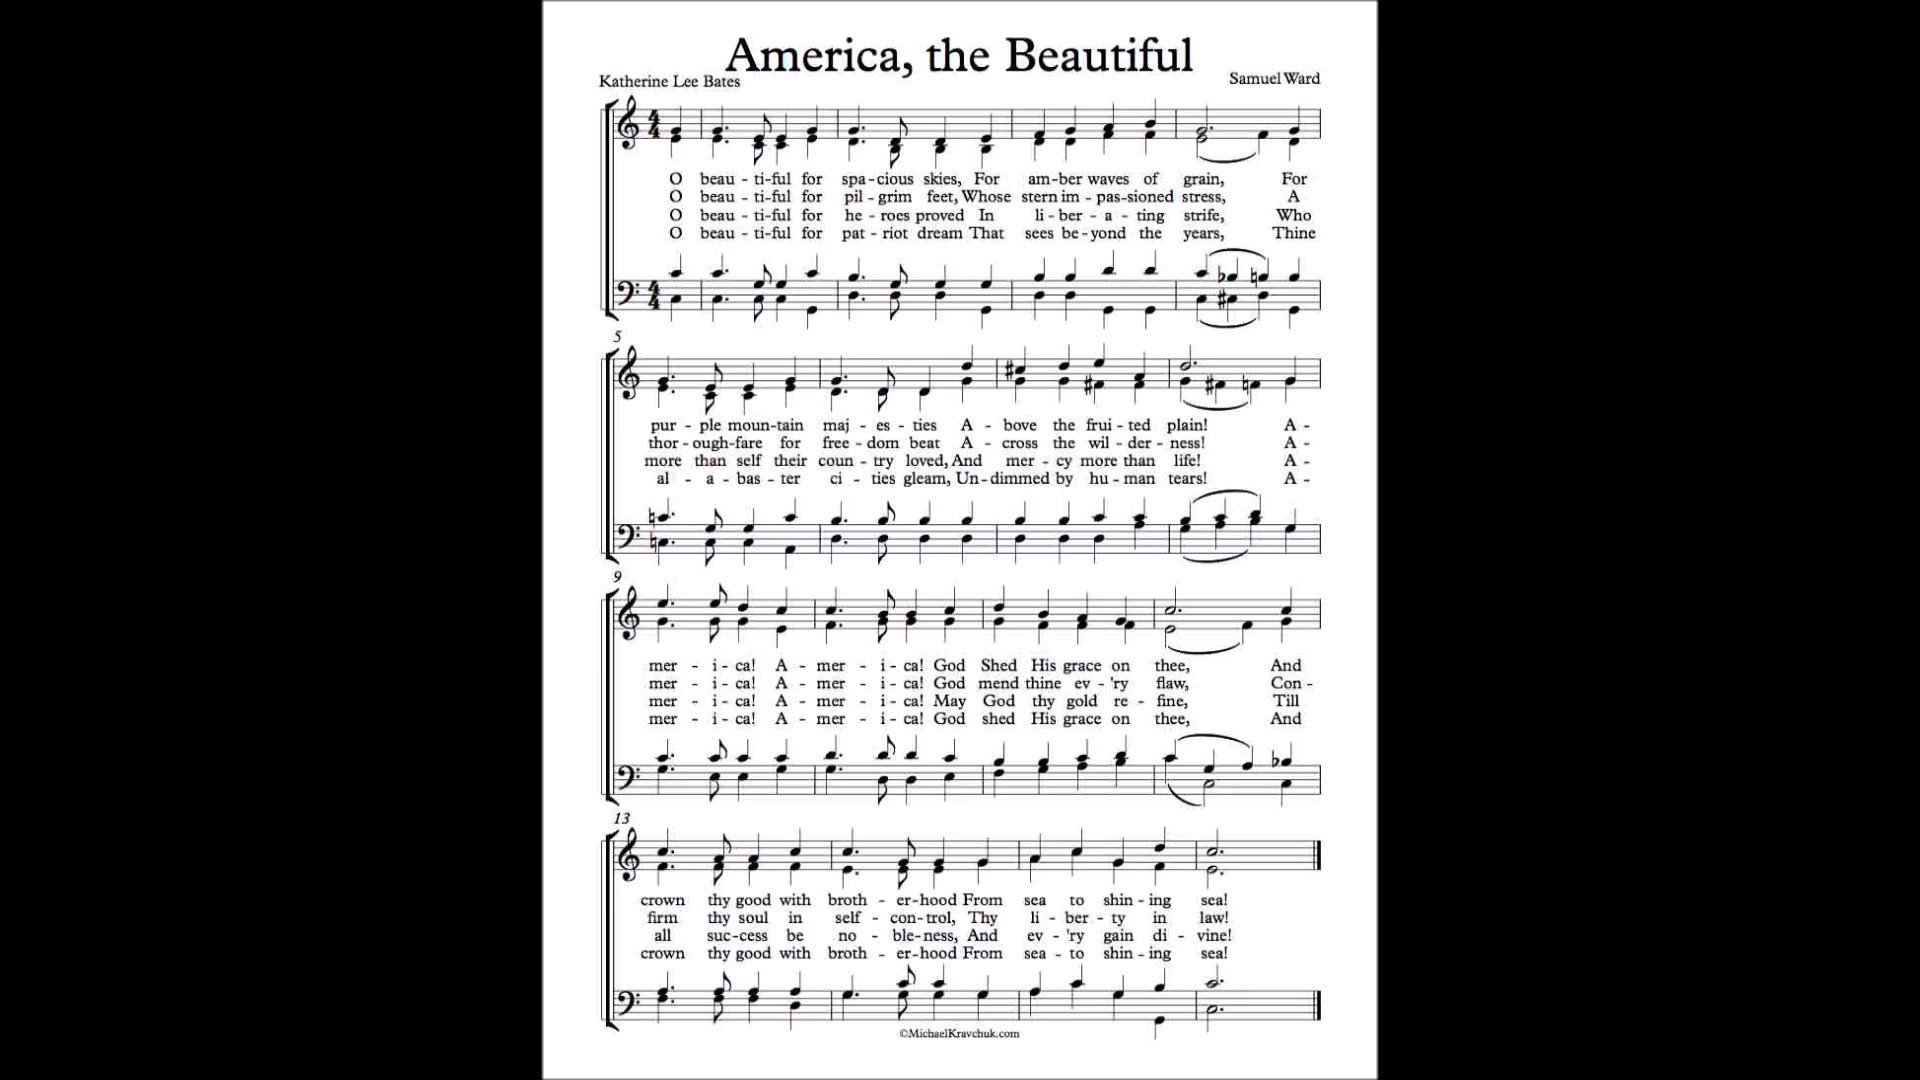 America, the Beautiful
Katherine Lee Bates
Samuel Ward
O beau - ti-ful for spa-cious skies, For am-ber waves of grain, For
O beau - ti-ful for pil - grim feet, Whose stern im - pas-sioned stress, A
O beau - ti-ful for he - roes proved In li - ber - a - ting strife, Who
O beau - ti-ful for pat - riot dream That sees be - yond the years, Thine
5
pur - ple moun-tain maj - es - ties A - bove the frui - ted plain! A -
thor - ough-fare for free - dom beat A - cross the wil - der - ness! A -
more than self their coun - try loved, And mer - cy more than life! A -
al - a - bas - ter ci - ties gleam, Un - dimmed by hu - man tears! A -
9
mer - i - ca! A - mer - i - ca! God Shed His grace on thee, And
mer - i - ca! A - mer - i - ca! God mend thine ev - 'ry flaw, Con -
mer - i - ca! A - mer - i - ca! May God thy gold re - fine, Till
mer - i - ca! A - mer - i - ca! God shed His grace on thee, And
13
crown thy good with broth - er-hood From sea to shin - ing sea!
firm thy soul in self - con-trol, Thy li - ber - ty in law!
all suc-cess be no - ble-ness, And ev - 'ry gain di - vine!
crown thy good with broth - er-hood From sea - to shin - ing sea!
©MichaelKravchuk.com